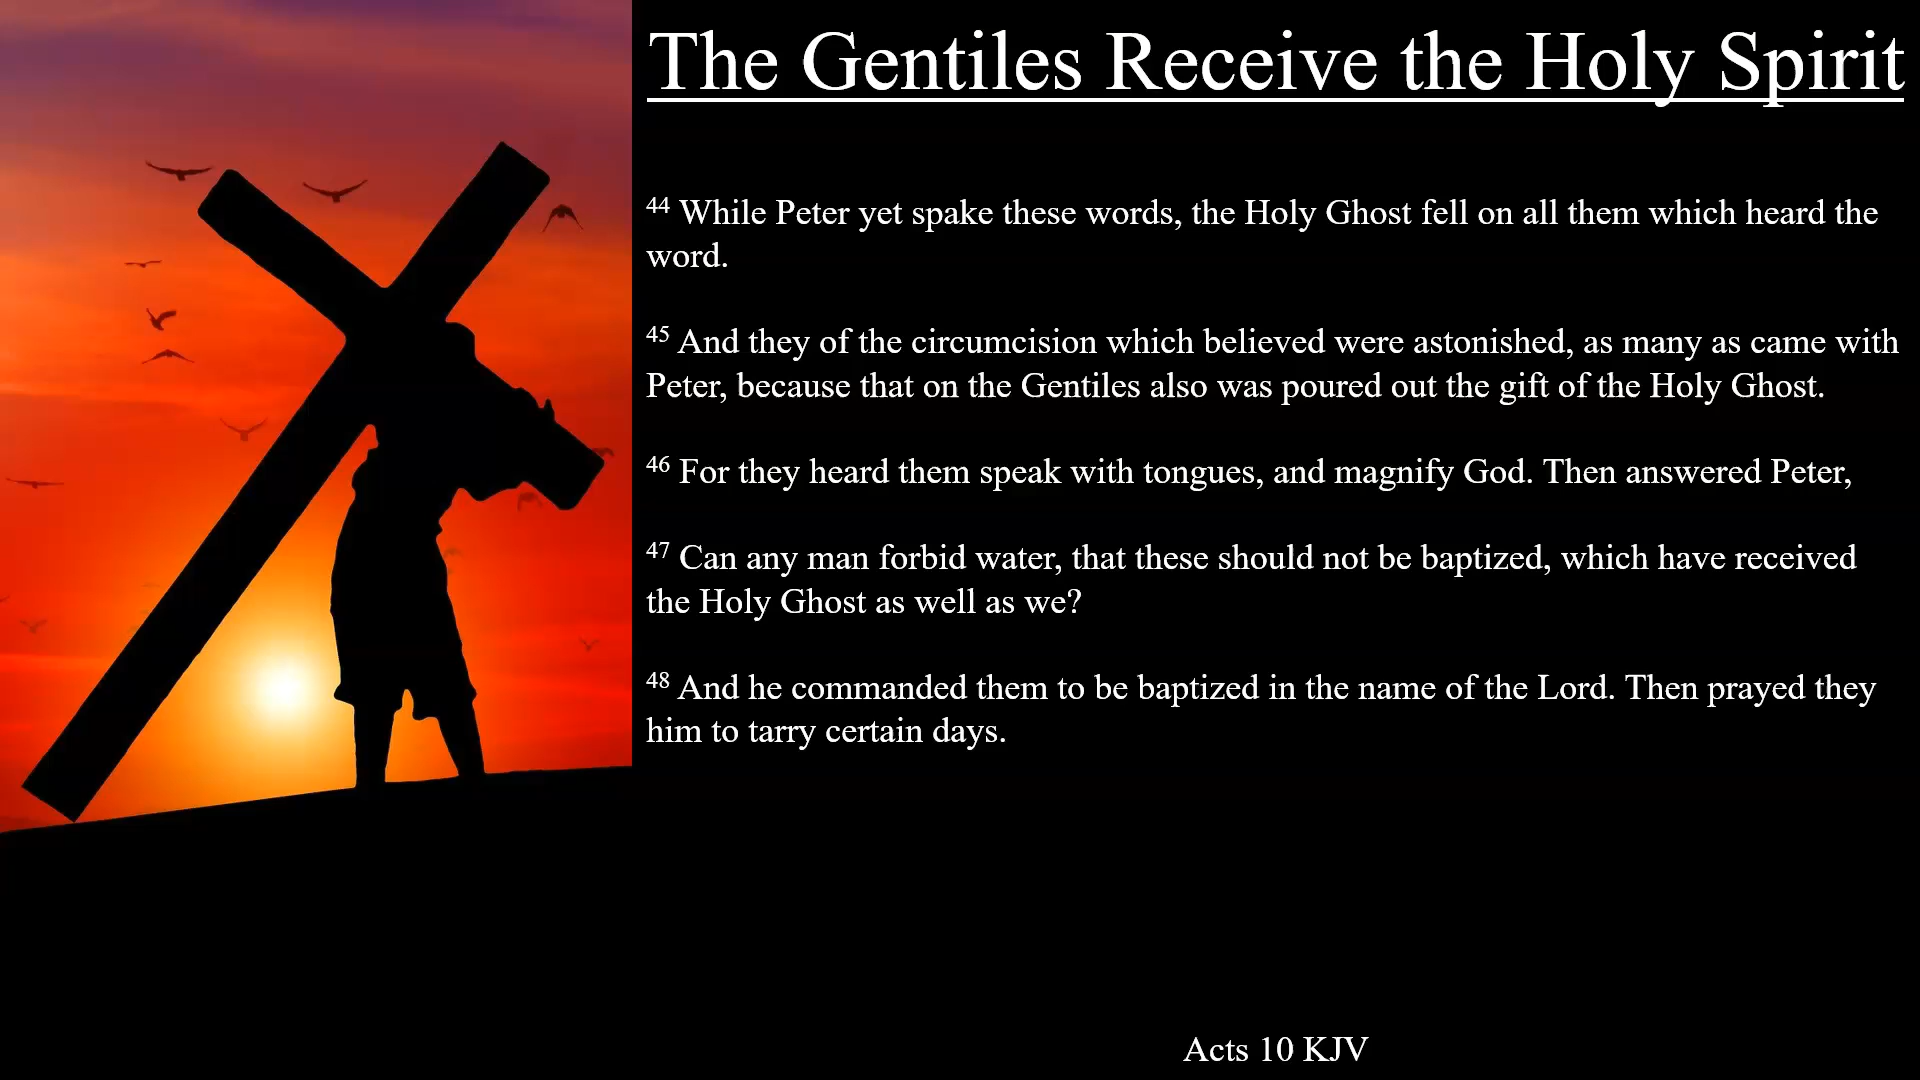 The Gentiles Receive the Holy Spirit
44 While Peter yet spake these words, the Holy Ghost fell on all them which heard the
word.
45 And they of the circumcision which believed were astonished, as many as came with
Peter, because that on the Gentiles also was poured out the gift of the Holy Ghost.
46 For they heard them speak with tongues, and magnify God. Then answered Peter,
47 Can any man forbid water, that these should not be baptized, which have received
the Holy Ghost as well as we?
48 And he commanded them to be baptized in the name of the Lord. Then prayed they
him to tarry certain days.
Acts 10 KJV